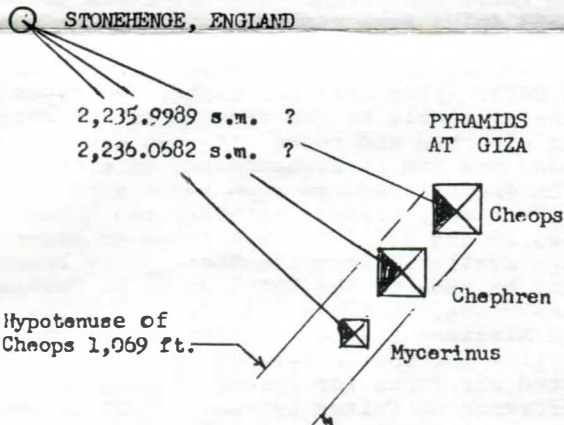 STONEHENGE, ENGLAND
2,235.9989 s.m. ?
2,236.0682 s.m. ?
PYRAMIDS
AT GIZA
Cheops
Chephren
Hypotenuse of
Cheops 1,069 ft.
Mycerinus